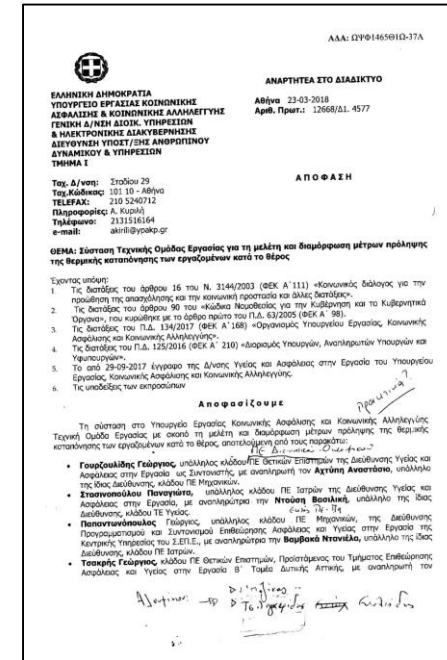 ΑΔΑ: ΩΨΦ1465Θ1Ω-37Λ
ΑΝΑΡΤΗΤΕΑ ΣΤΟ ΔΙΑΔΙΚΤΥΟ
ΕΛΛΗΝΙΚΗ ΔΗΜΟΚΡΑΤΙΑ
ΥΠΟΥΡΓΕΙΟ ΕΡΓΑΣΙΑΣ ΚΟΙΝΩΝΙΚΗΣ
ΑΣΦΑΛΙΣΗΣ & ΚΟΙΝΩΝΙΚΗΣ ΑΛΛΗΛΕΓΓΥΗΣ
ΓΕΝΙΚΗ Δ/ΝΣΗ ΔΙΟΙΚ. ΥΠΗΡΕΣΙΩΝ
& ΗΛΕΚΤΡΟΝΙΚΗΣ ΔΙΑΚΥΒΕΡΝΗΣΗΣ
ΔΙΕΥΘΥΝΣΗ ΥΠΟΣΤ/ΞΗΣ ΑΝΘΡΩΠΙΝΟΥ
ΔΥΝΑΜΙΚΟΥ & ΥΠΗΡΕΣΙΩΝ
ΤΜΗΜΑ Ι
Αθήνα 23-03-2018
Αριθ. Πρωτ.: 12668/Δ1. 4577
Α Π Ο Φ Α Σ Η
Ταχ. Δ/νση: Σταδίου 29
Ταχ.Κώδικας: 101 10 - Αθήνα
TELEFAX: 210 5240712
Πληροφορίες: Α. Κυριλή
Τηλέφωνο: 2131516164
e-mail: akirili@ypakp.gr
ΘΕΜΑ: Σύσταση Τεχνικής Ομάδας Εργασίας για τη μελέτη και διαμόρφωση μέτρων πρόληψης
της θερμικής καταπόνησης των εργαζομένων κατά το θέρος
Έχοντας υπόψη:
1 Τις διατάξεις του άρθρου 16 του Ν. 3144/2003 (ΦΕΚ Α΄111) «Κοινωνικός διάλογος για την
προώθηση της απασχόλησης και την κοινωνική προστασία και άλλες διατάξεις».
2. Τις διατάξεις του άρθρου 90 του «Κώδικα Νομοθεσίας για την Κυβέρνηση και τα Κυβερνητικά
Όργανα», που κυρώθηκε με το άρθρο πρώτο του Π.Δ. 63/2005 (ΦΕΚ Α΄ 98).
3. Τις διατάξεις του Π.Δ. 134/2017 (ΦΕΚ Α΄168) «Οργανισμός Υπουργείου Εργασίας, Κοινωνικής
Ασφάλισης και Κοινωνικής Αλληλεγγύης.
4. Τις διατάξεις του Π.Δ. 125/2016 (ΦΕΚ Α΄ 210) «Διορισμός Υπουργών, Αναπληρωτών Υπουργών και
Υφυπουργών».
5. Το από 29-09-2017 έγγραφο της Δ/νσης Υγείας και Ασφάλειας στην Εργασία του Υπουργείου
Εργασίας, Κοινωνικής Ασφάλισης και Κοινωνικής Αλληλεγγύης.
6. Τις υποδείξεις των εκπροσώπων
Α π ο φ α σ ί ζ ο υ μ ε
Τη σύσταση στο Υπουργείο Εργασίας Κοινωνικής Ασφάλισης και Κοινωνικής Αλληλεγγύης
Τεχνική Ομάδα Εργασίας με σκοπό τη μελέτη και διαμόρφωση μέτρων πρόληψης της θερμικής
καταπόνησης των εργαζομένων κατά το θέρος, αποτελούμενη από τους παρακάτω:
• Γουρζουλίδης Γεώργιος, υπάλληλος κλάδου ΠΕ Θετικών Επιστημών της Διεύθυνσης Υγείας και
Ασφάλειας στην Εργασία ως Συντονιστής, με αναπληρωτή τον Αχτύπη Αναστάσιο, υπάλληλο
της ίδιας Διεύθυνσης, κλάδου ΠΕ Μηχανικών.
• Στασινοπούλου Παναγιώτα, υπάλληλος κλάδου ΠΕ Ιατρών της Διεύθυνσης Υγείας και
Ασφάλειας στην Εργασία, με αναπληρώτρια την Ντούση Βασιλική, υπάλληλο της ίδιας
Διεύθυνσης, κλάδου ΤΕ Υγείας.
• Παπαντωνόπουλος Γεώργιος, υπάλληλος κλάδου ΠΕ Μηχανικών, της Διεύθυνσης
Προγραμματισμού και Συντονισμού Επιθεώρησης Ασφάλειας και Υγείας στην Εργασία της
Κεντρικής Υπηρεσίας του Σ.ΕΠ.Ε., με αναπληρώτρια την Βαμβακά Ντανιέλα, υπάλληλο της ίδιας
Διεύθυνσης, κλάδου ΠΕ Ιατρών.
• Τσακρής Γεώργιος, κλάδου ΠΕ Θετικών Επιστημών, Προϊστάμενος του Τμήματος Επιθεώρησης
Ασφάλειας και Υγείας στην Εργασία Β΄ Τομέα Δυτικής Αττικής, με αναπληρωτή τον